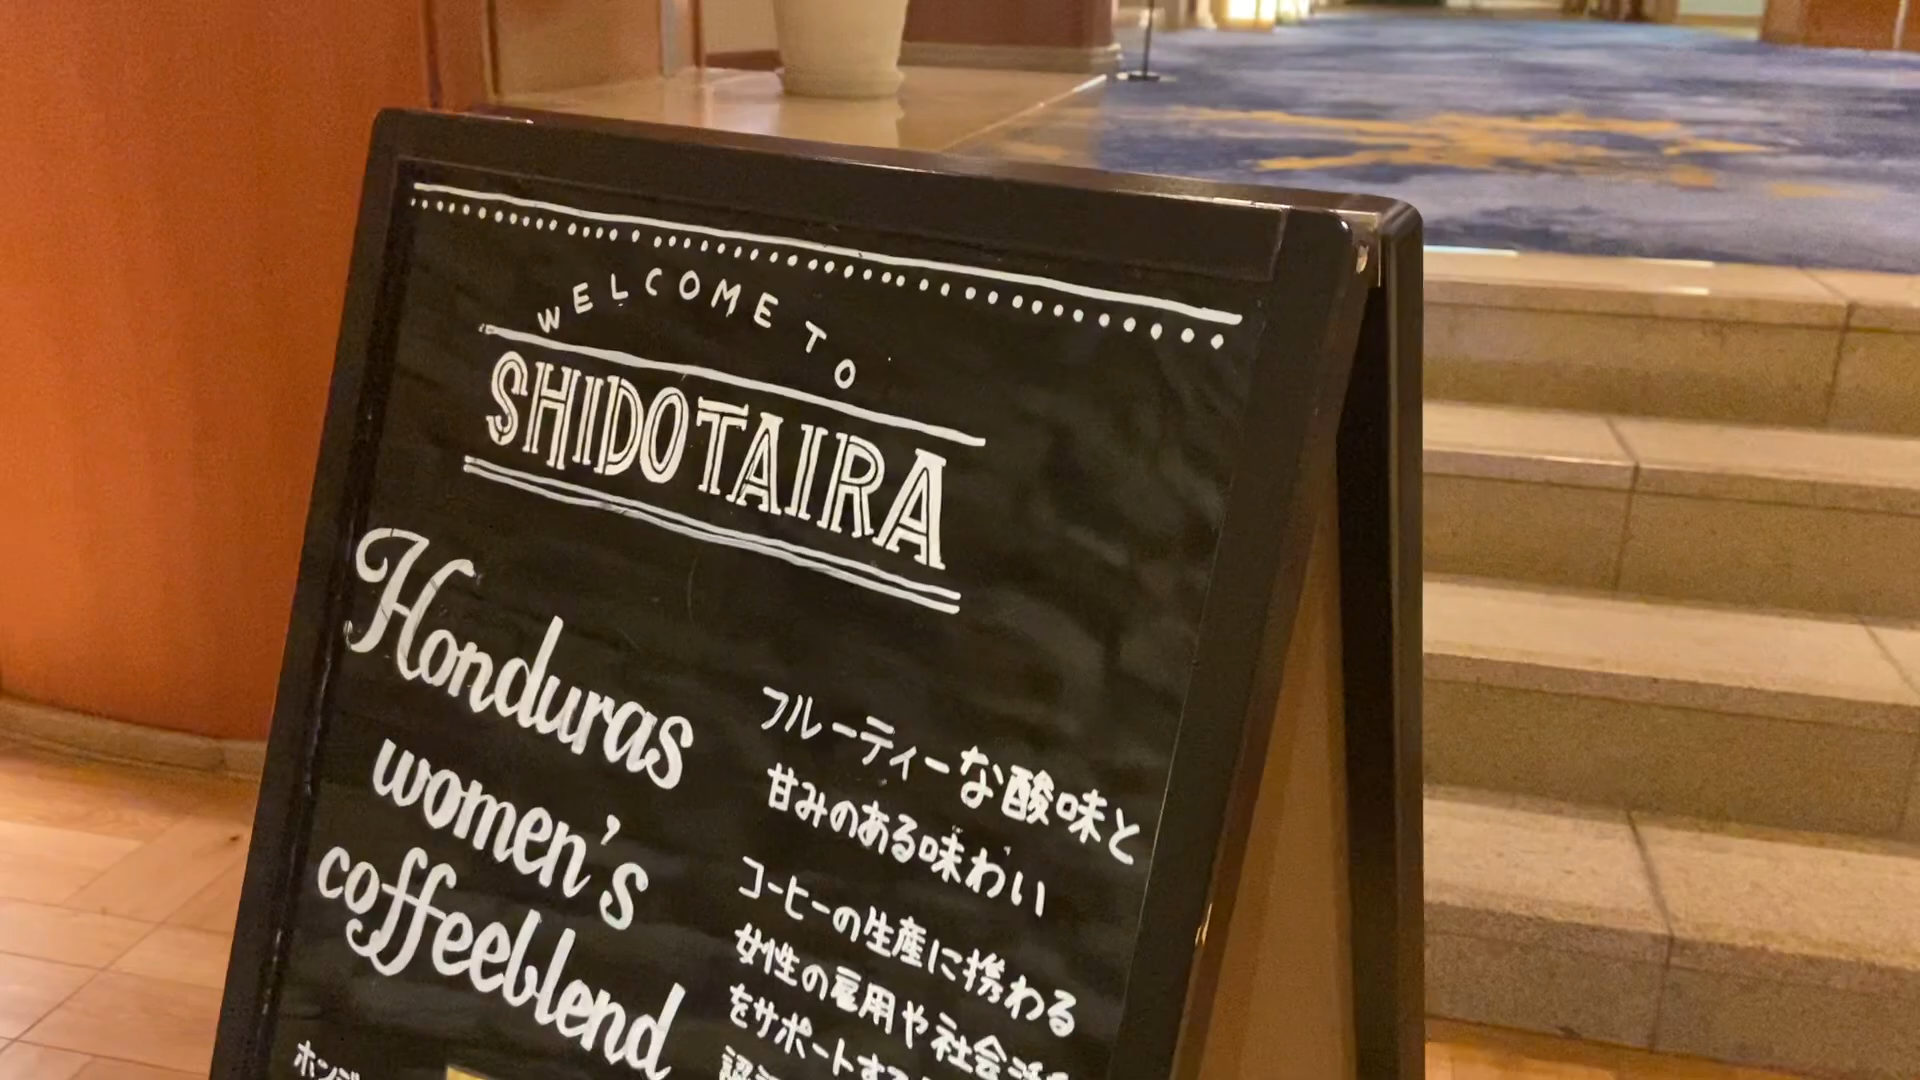 WELCOME TO
SHIDOTAIRA
Honduras
women's
coffeeblend
フルーティーな酸味と
甘みのある味わい
コーヒーの生産に携わる
女性の雇用や社会
をサポートする